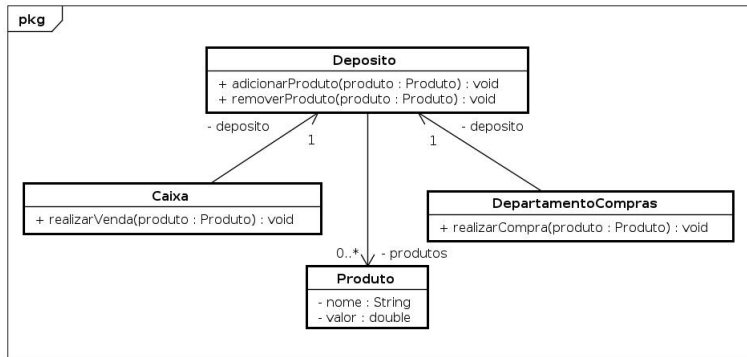 pkg
Deposito
+ adicionarProduto(produto : Produto) : void
+ removerProduto(produto : Produto) : void
- deposito
1
- deposito
1
Caixa
+ realizarVenda(produto : Produto) : void
DepartamentoCompras
+ realizarCompra(produto : Produto) : void
0..*
- produtos
Produto
- nome : String
- valor : double